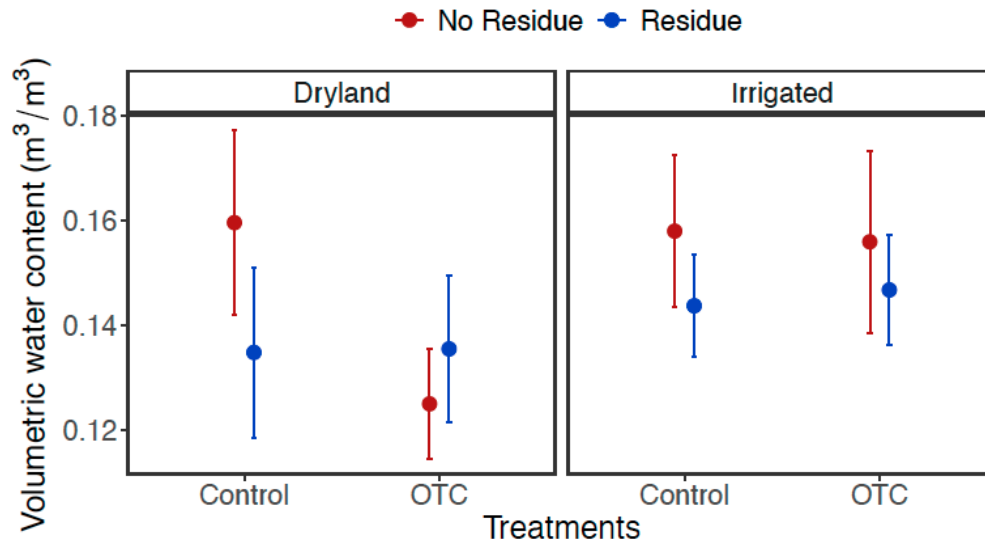 No Residue Residue
Dryland Irrigated
Volumetric water content (m³/m³)
0.18
0.16
0.14
0.12
Control OTC Control OTC
Treatments